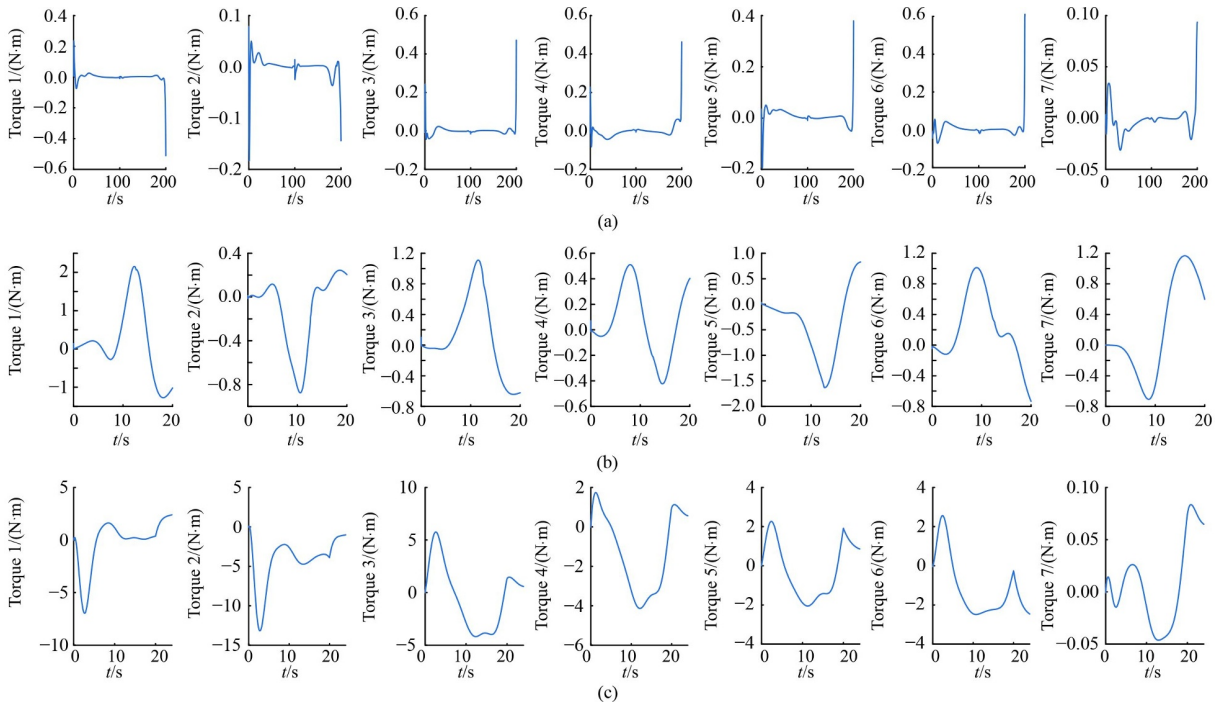 Torque 1/(N·m) 0.4 0.2 0.0 −0.2 −0.4 −0.6 0 100 200 t/s
Torque 2/(N·m) 0.1 0.0 −0.1 −0.2 0 100 200 t/s
Torque 3/(N·m) 0.6 0.4 0.2 0.0 −0.2 0 100 200 t/s
Torque 4/(N·m) 0.6 0.4 0.2 0.0 −0.2 0 100 200 t/s
Torque 5/(N·m) 0.4 0.2 0.0 −0.2 0 100 200 t/s
Torque 6/(N·m) 0.6 0.4 0.2 0.0 −0.2 0 100 200 t/s
Torque 7/(N·m) 0.10 0.05 0.00 −0.05 0 100 200 t/s
(a)
Torque 1/(N·m) 2 1 0 −1 0 10 20 t/s
Torque 2/(N·m) 0.4 0.0 −0.4 −0.8 0 10 20 t/s
Torque 3/(N·m) 1.2 0.8 0.4 0.0 −0.4 −0.8 0 10 20 t/s
Torque 4/(N·m) 0.6 0.4 0.2 0.0 −0.2 −0.4 0.6 0 10 20 t/s
Torque 5/(N·m) 1.0 0.5 0.0 −0.5 −1.0 −1.5 −2.0 0 10 20 t/s
Torque 6/(N·m) 1.2 0.8 0.4 0.0 −0.4 −0.8 0 10 20 t/s
Torque 7/(N·m) 1.2 0.8 0.4 0.0 −0.4 −0.8 0 10 20 t/s
(b)
Torque 1/(N·m) 5 0 −5 −10 0 10 20 t/s
Torque 2/(N·m) 5 0 −5 −10 −15 0 10 20 t/s
Torque 3/(N·m) 10 5 0 −5 0 10 20 t/s
Torque 4/(N·m) 2 0 −2 −4 −6 0 10 20 t/s
Torque 5/(N·m) 4 2 0 −2 −4 0 10 20 t/s
Torque 6/(N·m) 4 2 0 −2 −4 0 10 20 t/s
Torque 7/(N·m) 0.10 0.05 0.00 −0.05 0 10 20 t/s
(c)